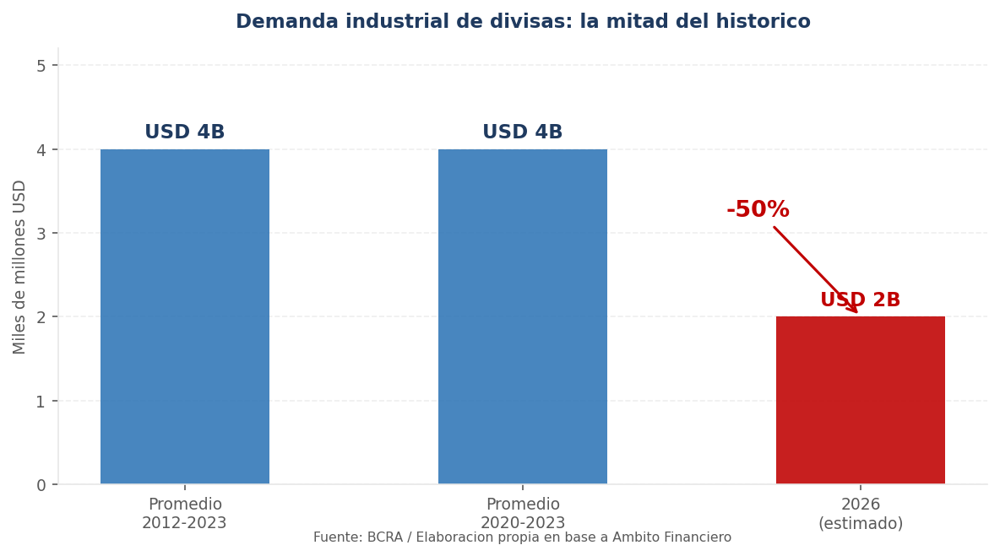 Demanda industrial de divisas: la mitad del historico
Miles de millones USD
5
4
3
2
1
0
USD 4B
USD 4B
-50%
USD 2B
Promedio
2012-2023
Promedio
2020-2023
2026
(estimado)
Fuente: BCRA / Elaboracion propia en base a Ambito Financiero